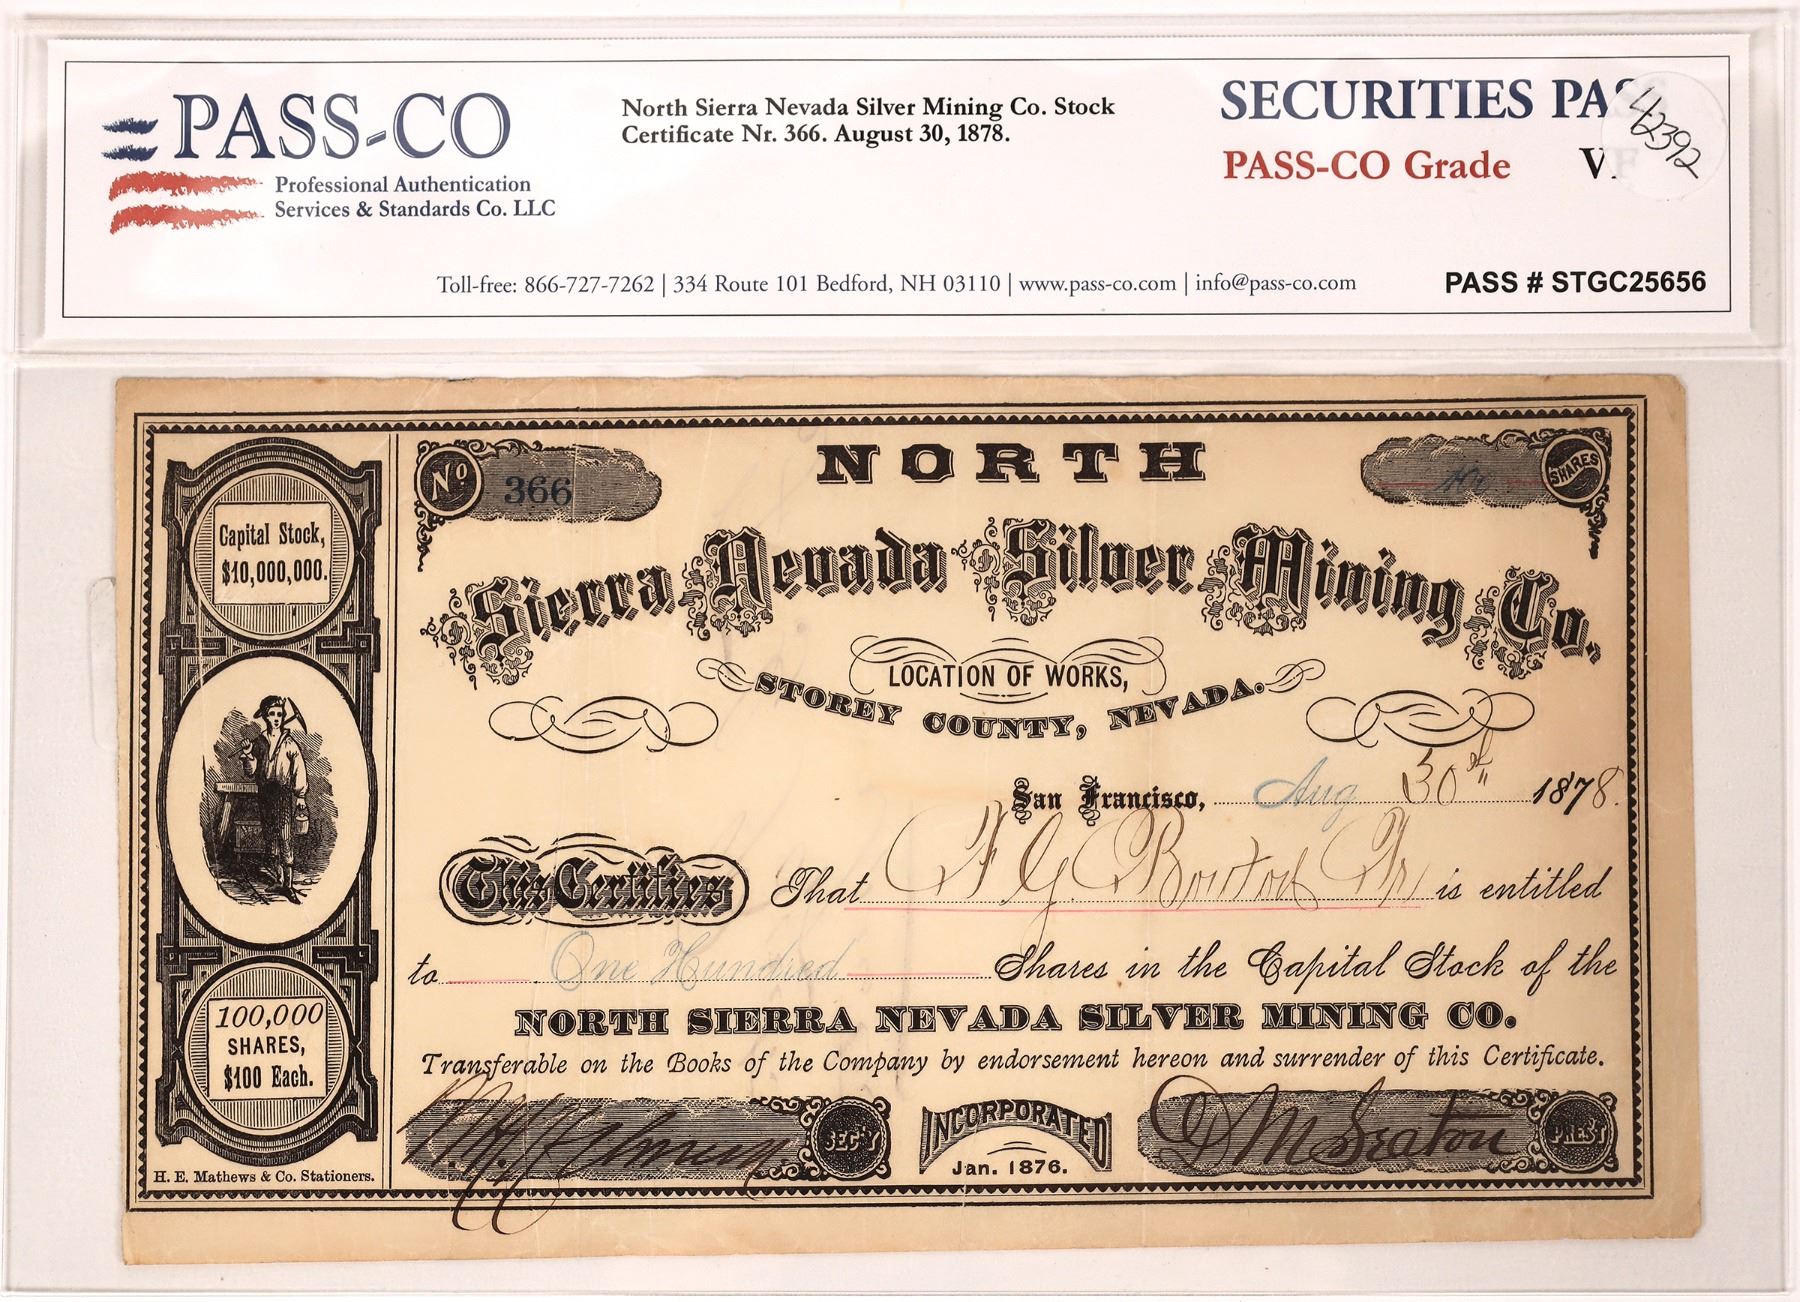 PASS-CO
Professional Authentication
Services & Standards Co. LLC
North Sierra Nevada Silver Mining Co. Stock
Certificate Nr. 366. August 30, 1878.
SECURITIES
PASS-CO Grade
42392
Toll-free: 866-727-7262 | 334 Route 101 Bedford, NH 03110 | www.pass-co.com | info@pass-co.com
PASS # STGC25656
Capital Stock,
$10,000,000.
100,000
SHARES,
$100 Each.
H. E. Mathews & Co. Stationers.
No 366
SHARES
NORTH
Sierra Nevada Silver Mining Co.
LOCATION OF WORKS,
STOREY COUNTY, NEVADA.
San Francisco, Aug 30th 1878.
This Certifies That F G is entitled
to One Hundred Shares in the Capital Stock of the
NORTH SIERRA NEVADA SILVER MINING CO.
Transferable on the Books of the Company by endorsement hereon and surrender of this Certificate.
SEC'Y
INCORPORATED
Jan. 1876.
Seaton
PRES'T